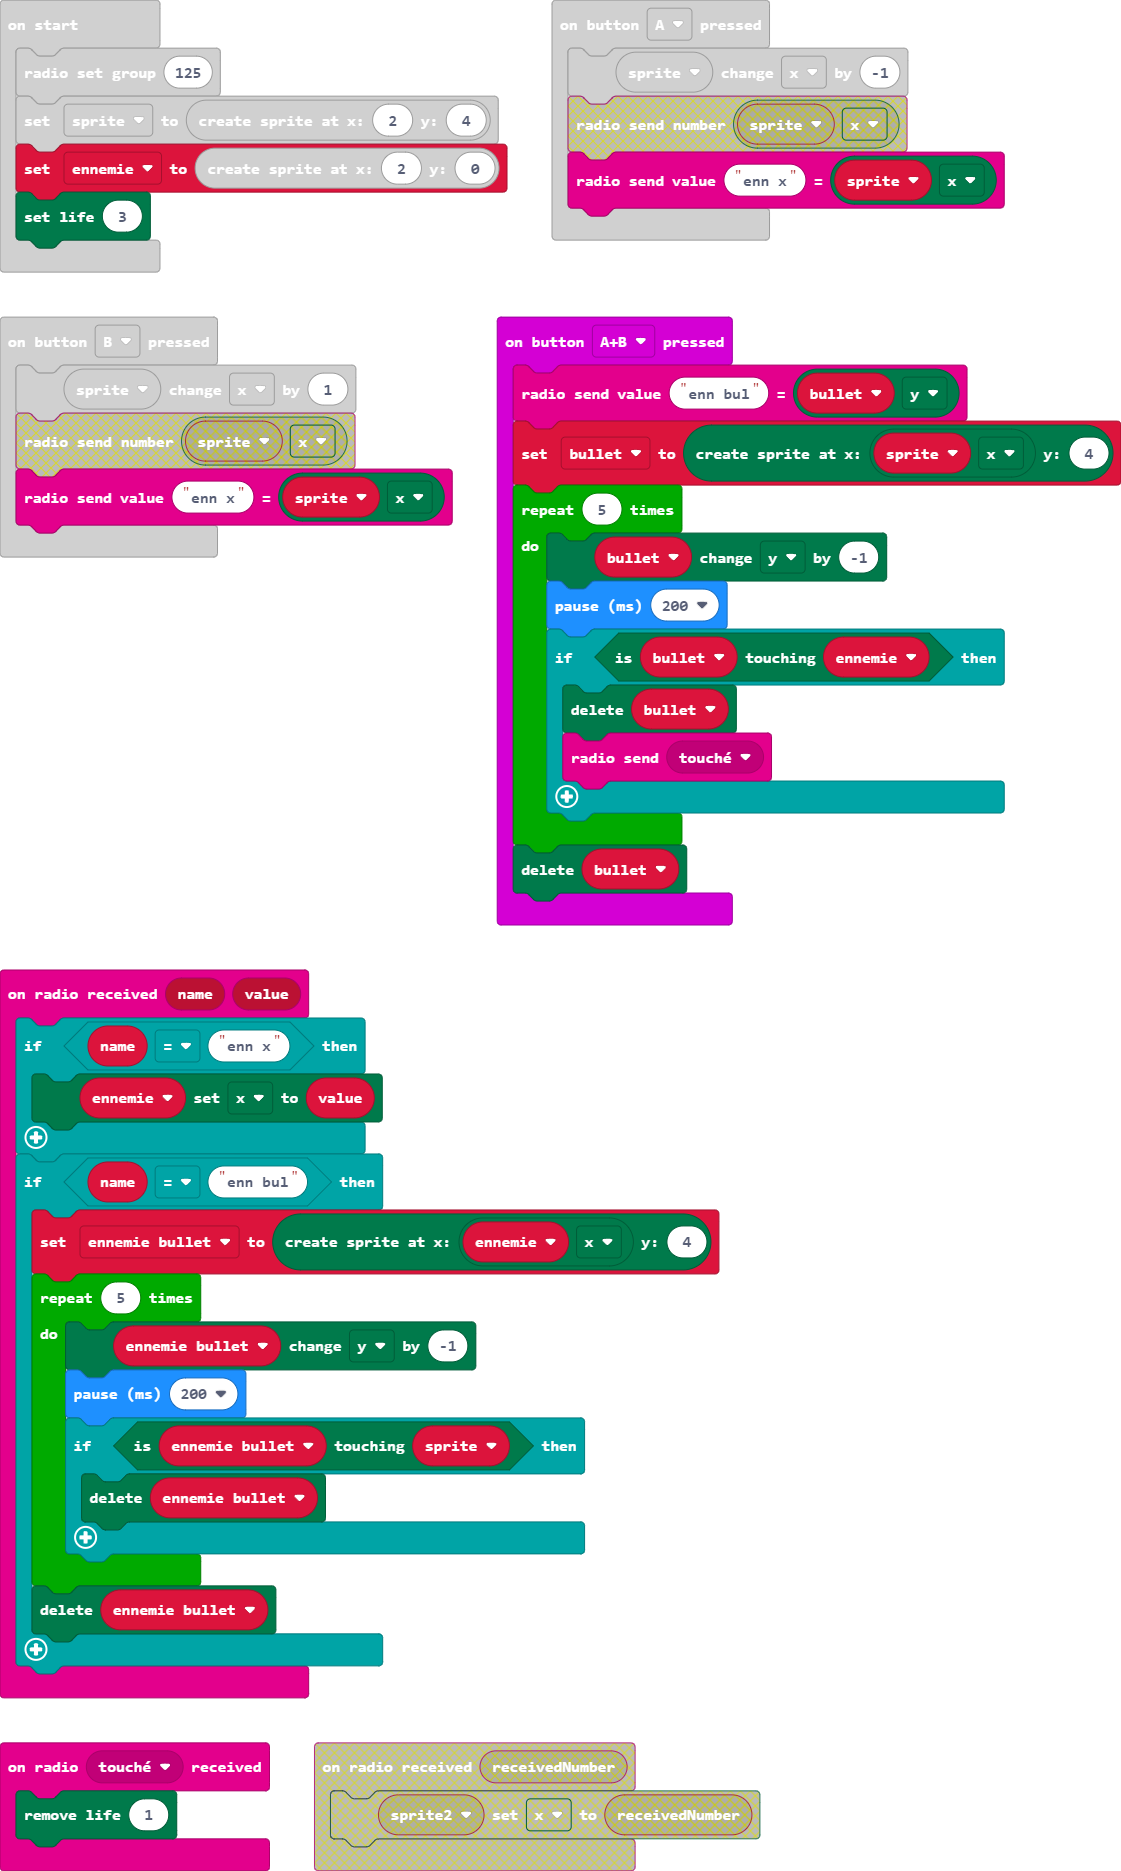 on start
radio set group 125
set sprite to create sprite at x: 2 y: 4
set ennemie to create sprite at x: 2 y: 0
set life 3
on button A pressed
sprite change x by -1
radio send number sprite x
radio send value "enn x" = sprite x
on button B pressed
sprite change x by 1
radio send number sprite x
radio send value "enn x" = sprite x
on button A+B pressed
radio send value "enn bul" = bullet y
set bullet to create sprite at x: sprite x y: 4
repeat 5 times
do
bullet change y by -1
pause (ms) 200
if is bullet touching ennemie then
delete bullet
radio send touché
delete bullet
on radio received name value
if name = "enn x" then
ennemie set x to value
if name = "enn bul" then
set ennemie bullet to create sprite at x: ennemie x y: 4
repeat 5 times
do
ennemie bullet change y by -1
pause (ms) 200
if is ennemie bullet touching sprite then
delete ennemie bullet
delete ennemie bullet
on radio touché received
remove life 1
on radio received receivedNumber
sprite2 set x to receivedNumber